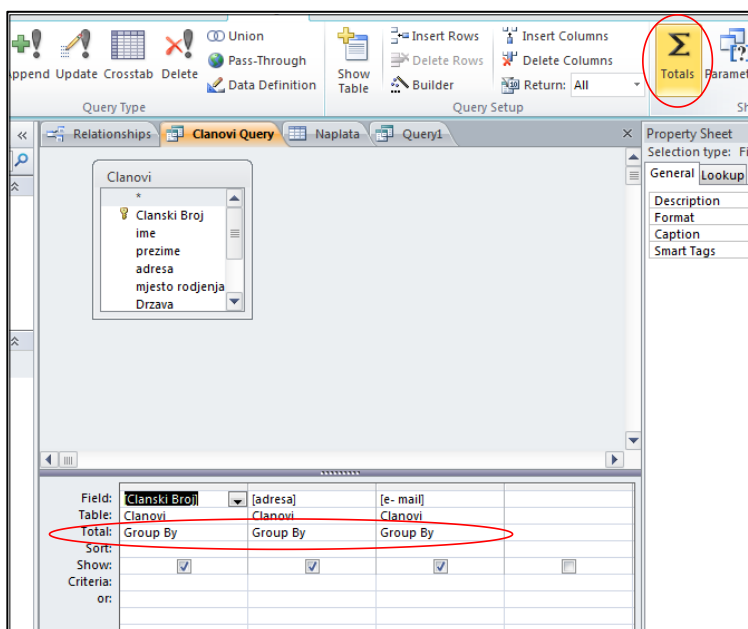 Union
Insert Rows
Insert Columns
Pass-Through
Delete Rows
Delete Columns
Append Update Crosstab Delete
Data Definition
Show Table
Builder
Return: All
Totals
Query Type
Query Setup
Relationships
Clanovi Query
Naplata
Query1
Property Sheet
Selection type:
General Lookup
Description
Format
Caption
Smart Tags
Clanovi
*
Clanski Broj
ime
prezime
adresa
mjesto rodjenja
Drzava
Field: [Clanski Broj] [adresa] [e- mail]
Table: Clanovi Clanovi Clanovi
Total: Group By Group By Group By
Sort:
Show:
Criteria:
or: